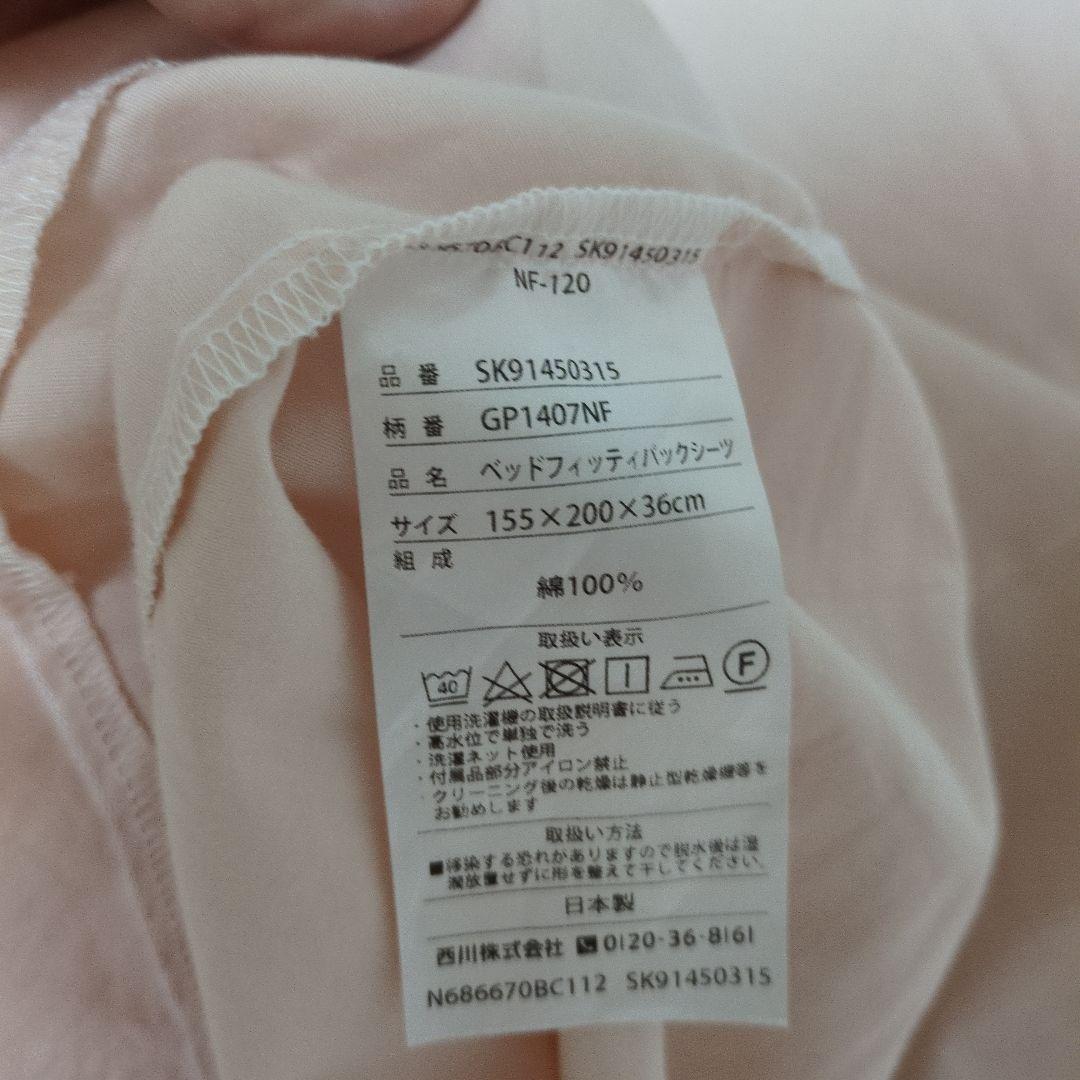 BC112 SK91450315
NF-120
品 番 SK91450315
柄 番 GP1407NF
品 名 ベッドフィッティパックシーツ
サイズ 155×200×36cm
組 成
綿100%
取扱い表示
40 F
・使用洗濯機の取扱説明書に従う
・高水位で単独で洗う
・洗濯ネット使用
・付属品部分アイロン禁止
・クリーニング後の乾燥は静止型乾燥機等を
お勧めします
取扱い方法
■移染する恐れがありますので脱水後は湿
潤放置せずに形を整えて干してください。
日本製
西川株式会社 0120-36-8161
N686670BC112 SK91450315